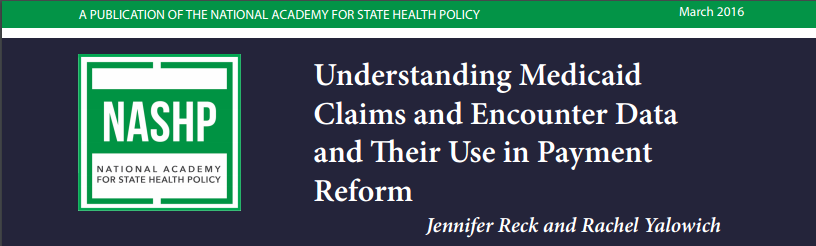 A PUBLICATION OF THE NATIONAL ACADEMY FOR STATE HEALTH POLICY
March 2016
NASHP
NATIONAL ACADEMY
FOR STATE HEALTH POLICY
Understanding Medicaid
Claims and Encounter Data
and Their Use in Payment
Reform
Jennifer Reck and Rachel Yalowich